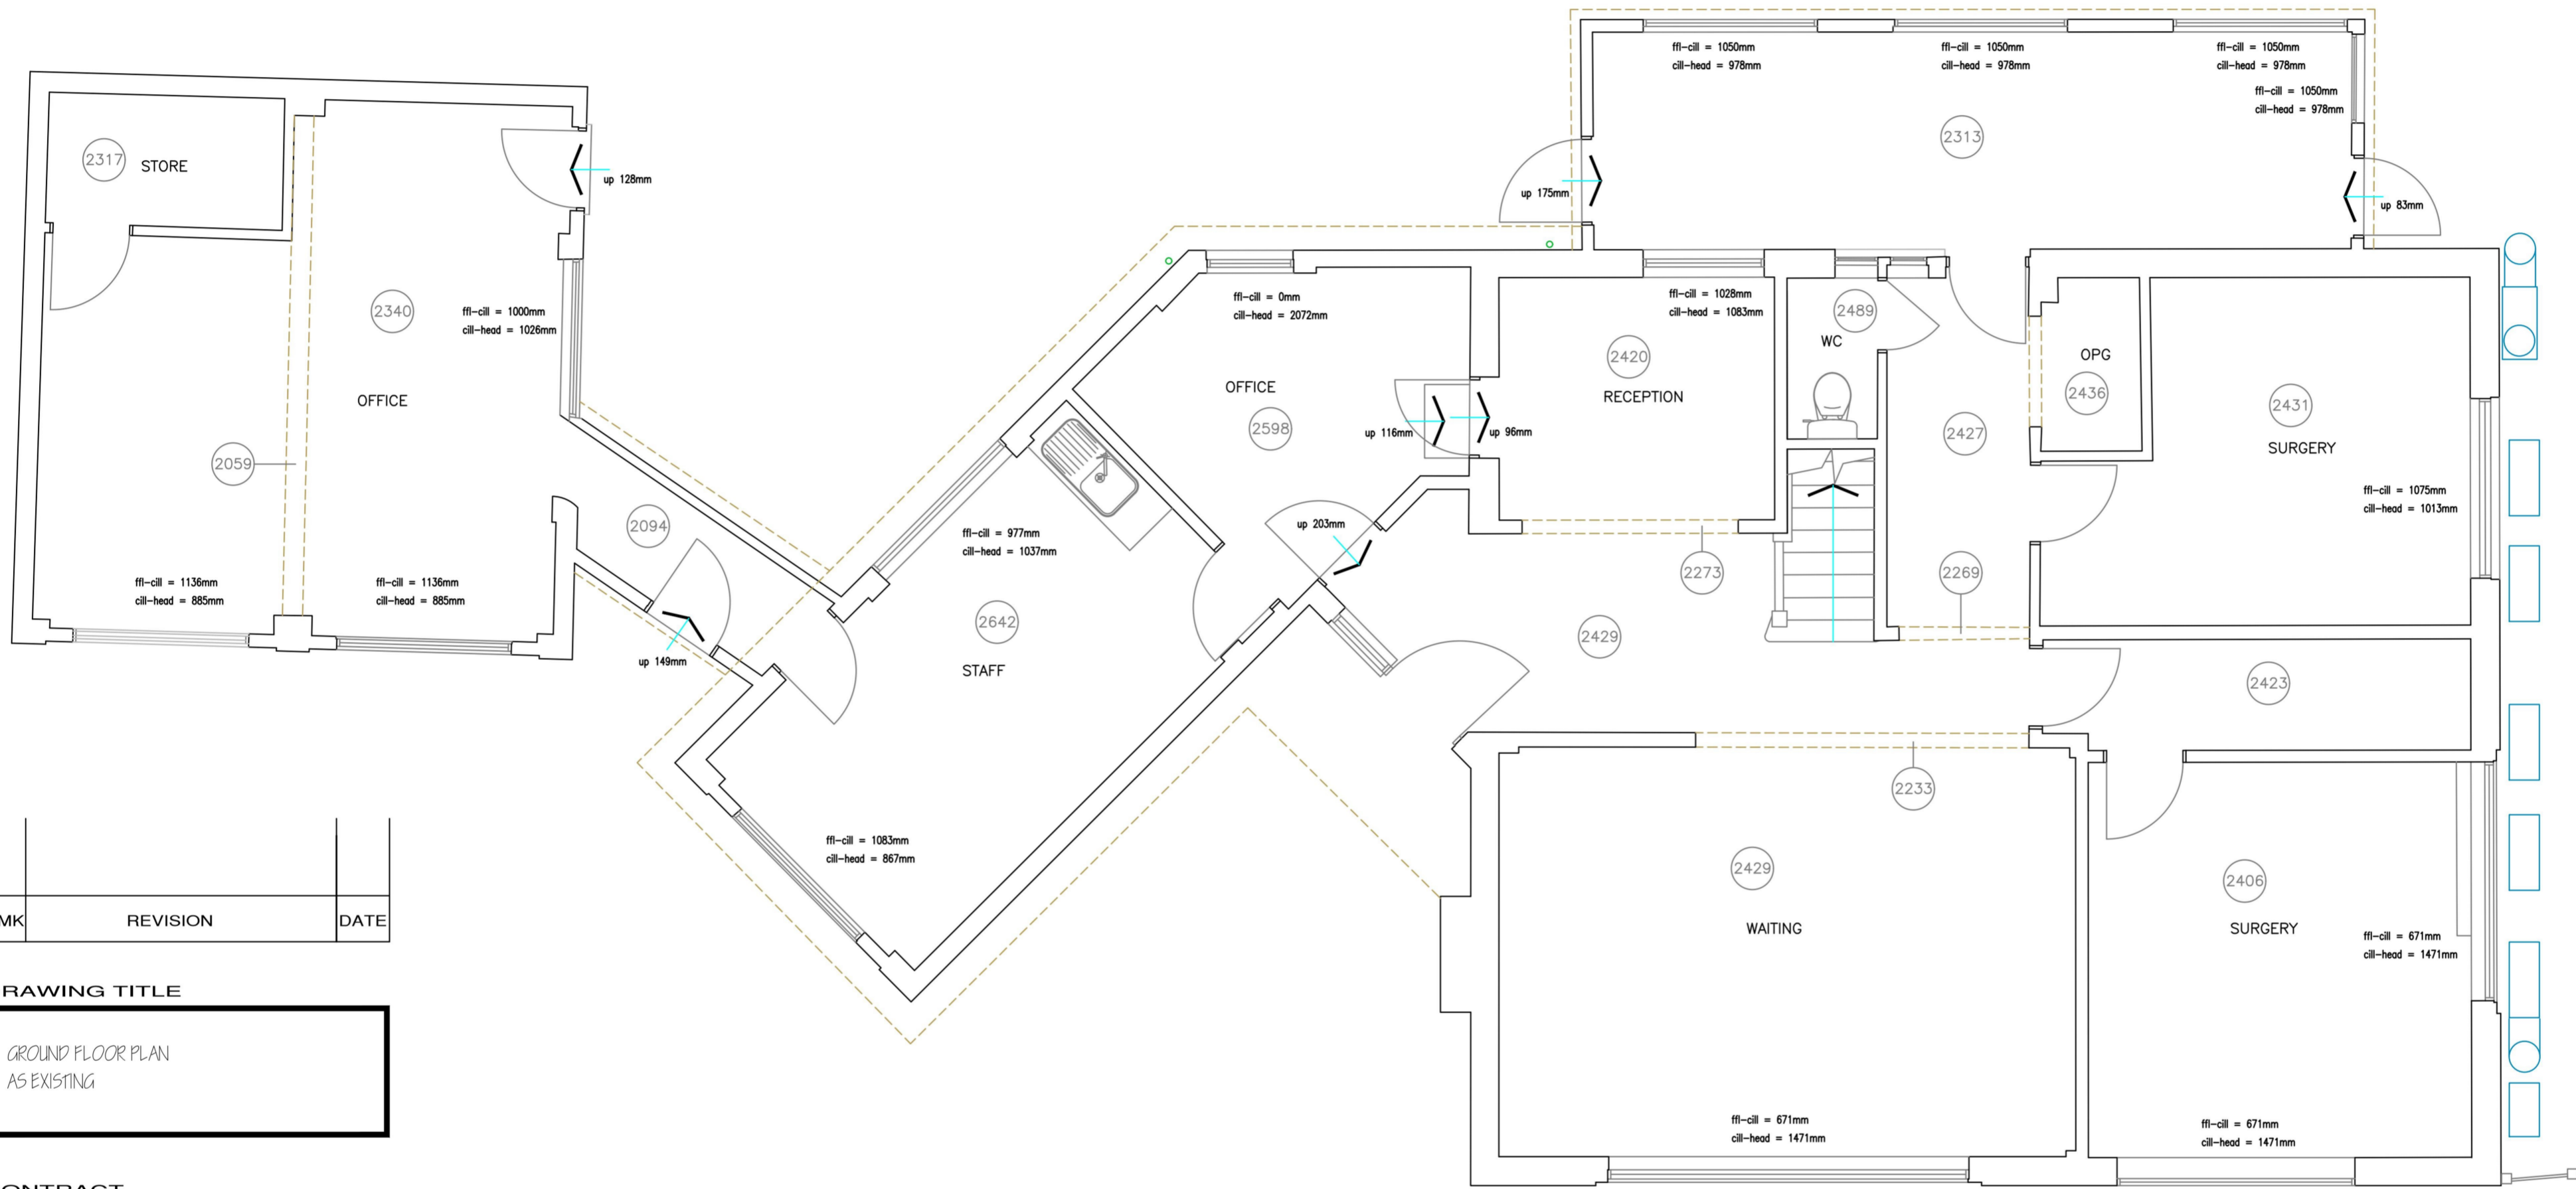 ffl-cill = 1050mm
cill-head = 978mm
ffl-cill = 1050mm
cill-head = 978mm
ffl-cill = 1050mm
cill-head = 978mm
ffl-cill = 1050mm
cill-head = 978mm
2313
up 175mm
up 83mm
2317
STORE
up 128mm
2340
ffl-cill = 1000mm
cill-head = 1026mm
OFFICE
2059
ffl-cill = 1136mm
cill-head = 885mm
ffl-cill = 1136mm
cill-head = 885mm
2094
up 149mm
ffl-cill = 0mm
cill-head = 2072mm
OFFICE
2598
up 116mm
up 96mm
up 203mm
ffl-cill = 977mm
cill-head = 1037mm
2642
STAFF
ffl-cill = 1083mm
cill-head = 867mm
ffl-cill = 1028mm
cill-head = 1083mm
2420
RECEPTION
2489
WC
2427
OPG
2436
2431
SURGERY
ffl-cill = 1075mm
cill-head = 1013mm
2273
2269
2429
2423
2233
2429
WAITING
ffl-cill = 671mm
cill-head = 1471mm
2406
SURGERY
ffl-cill = 671mm
cill-head = 1471mm
ffl-cill = 671mm
cill-head = 1471mm
MK REVISION DATE
RAWING TITLE
GROUND FLOOR PLAN
AS EXISTING
ONTRACT